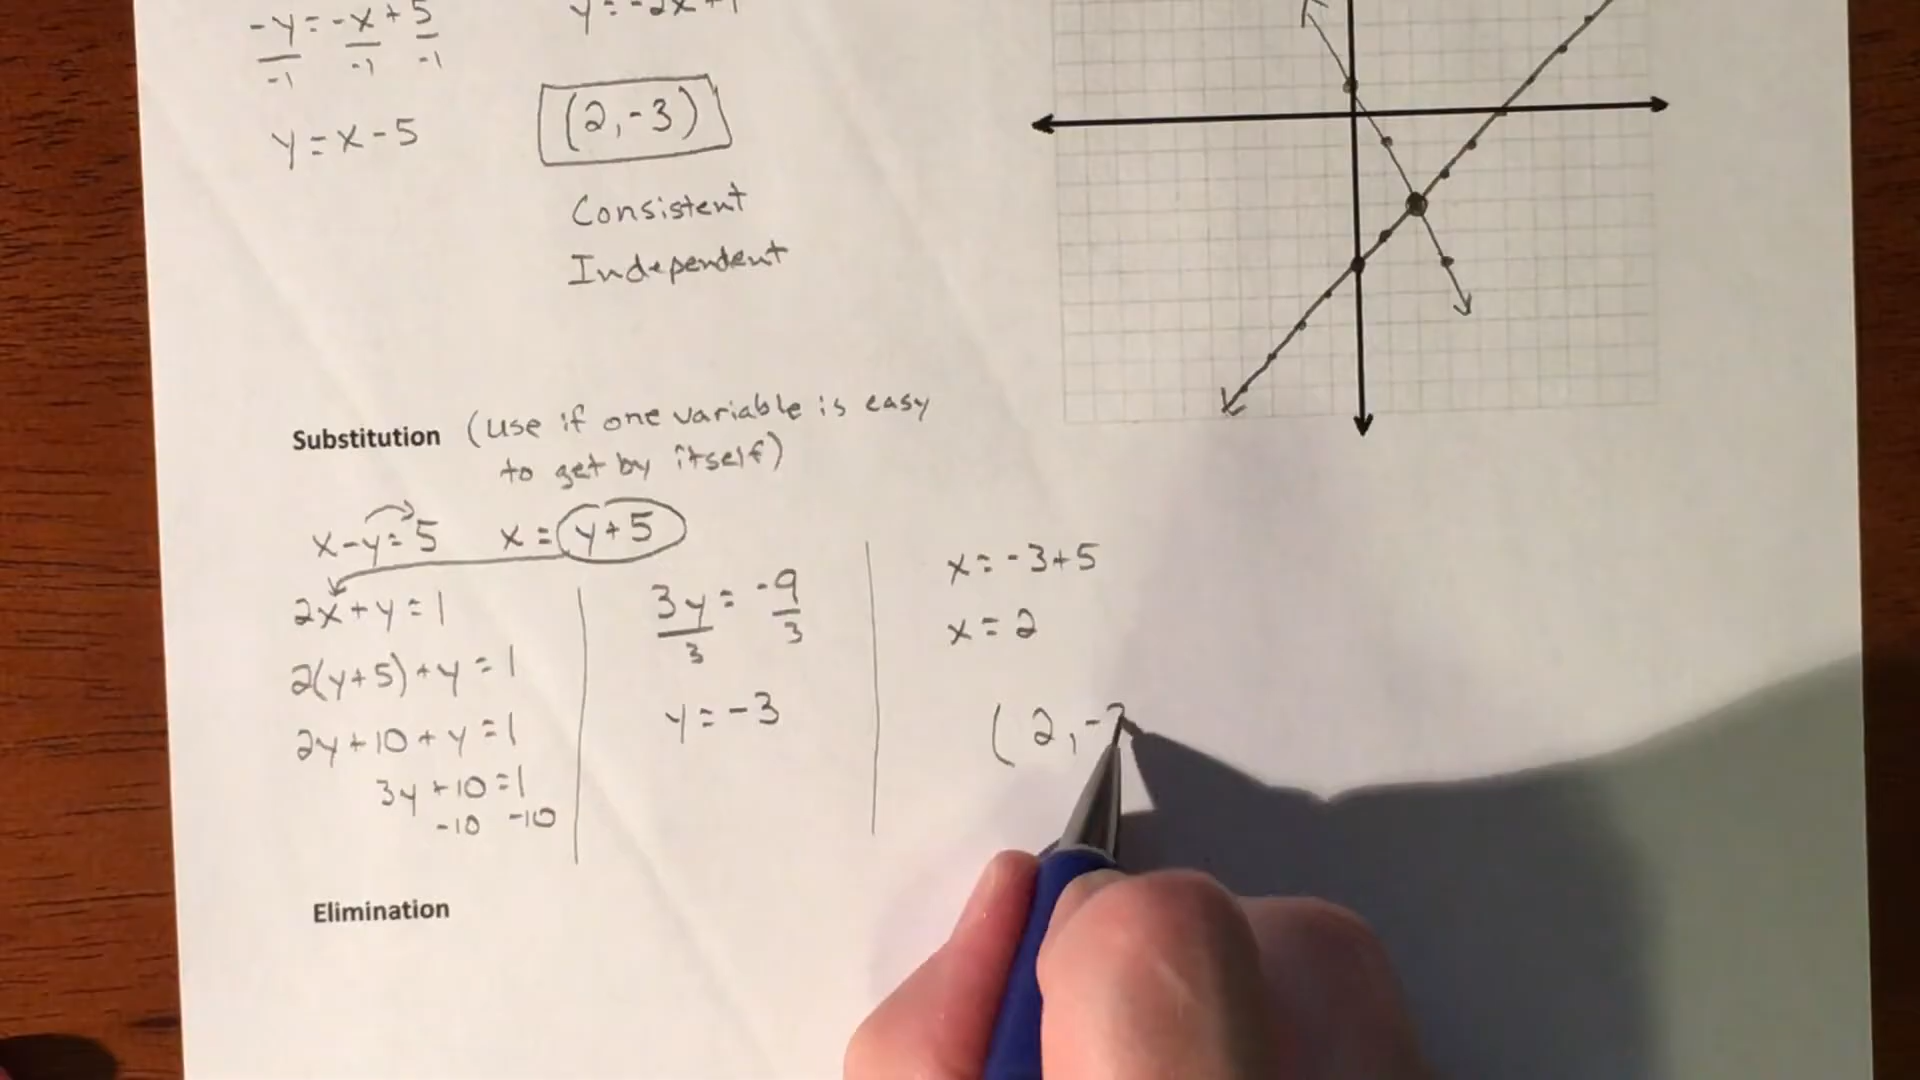 -y = -x + 5
-1 -1 -1
y = -2x + 1
y = x - 5
(2, -3)
Consistent
Independent
Substitution (Use if one variable is easy
to get by itself)
x - y = 5 x = y + 5
2x + y = 1
2(y+5) + y = 1
2y + 10 + y = 1
3y + 10 = 1
-10 -10
3y = -9
3 3
y = -3
x = -3 + 5
x = 2
(2, -3
Elimination